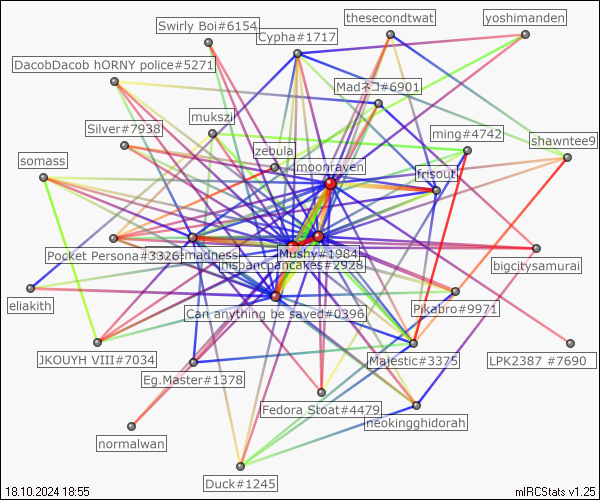 thesecondtwat
yoshimanden
Swirly Boi#6154
Cypha#1717
DacobDacob hORNY police#5271
Madネコ#6901
mukszi
Silver#7938
ming#4742
shawntee9
zebula
somass
moonraven
frisout
Pocket Persona#3326
emadness
Mushy#1984
hispancpancakes#2928
bigcitysamurai
eliakith
Can anything be saved#0396
Pikabro#9971
JKOUYH VIII#7034
Majestic#3375
LPK2387 #7690
Eg.Master#1378
Fedora Stoat#4479
neokingghidorah
normalwan
Duck#1245
18.10.2024 18:55
mIRCStats v1.25